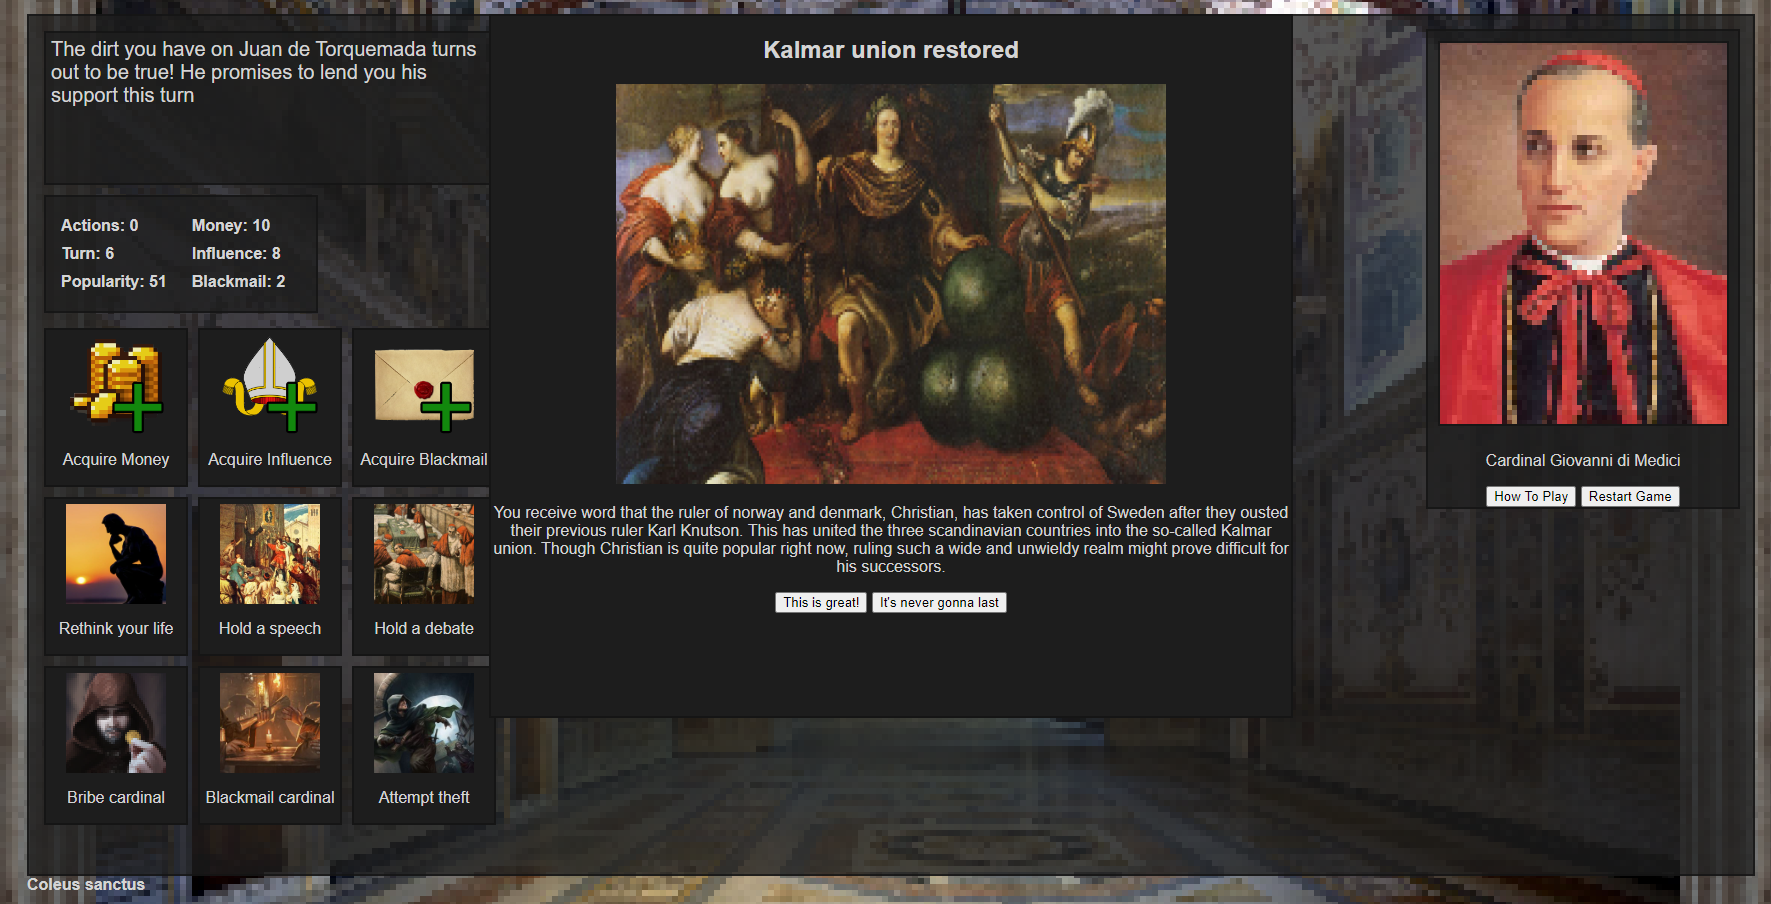 The dirt you have on Juan de Torquemada turns
out to be true! He promises to lend you his
support this turn
Actions: 0 Money: 10
Turn: 6 Influence: 8
Popularity: 51 Blackmail: 2
Acquire Money
Acquire Influence
Acquire Blackmail
Rethink your life
Hold a speech
Hold a debate
Bribe cardinal
Blackmail cardinal
Attempt theft
Kalmar union restored
You receive word that the ruler of norway and denmark, Christian, has taken control of Sweden after they ousted
their previous ruler Karl Knutson. This has united the three scandinavian countries into the so-called Kalmar
union. Though Christian is quite popular right now, ruling such a wide and unwieldy realm might prove difficult for
his successors.
This is great! It's never gonna last
Cardinal Giovanni di Medici
How To Play Restart Game
Coleus sanctus